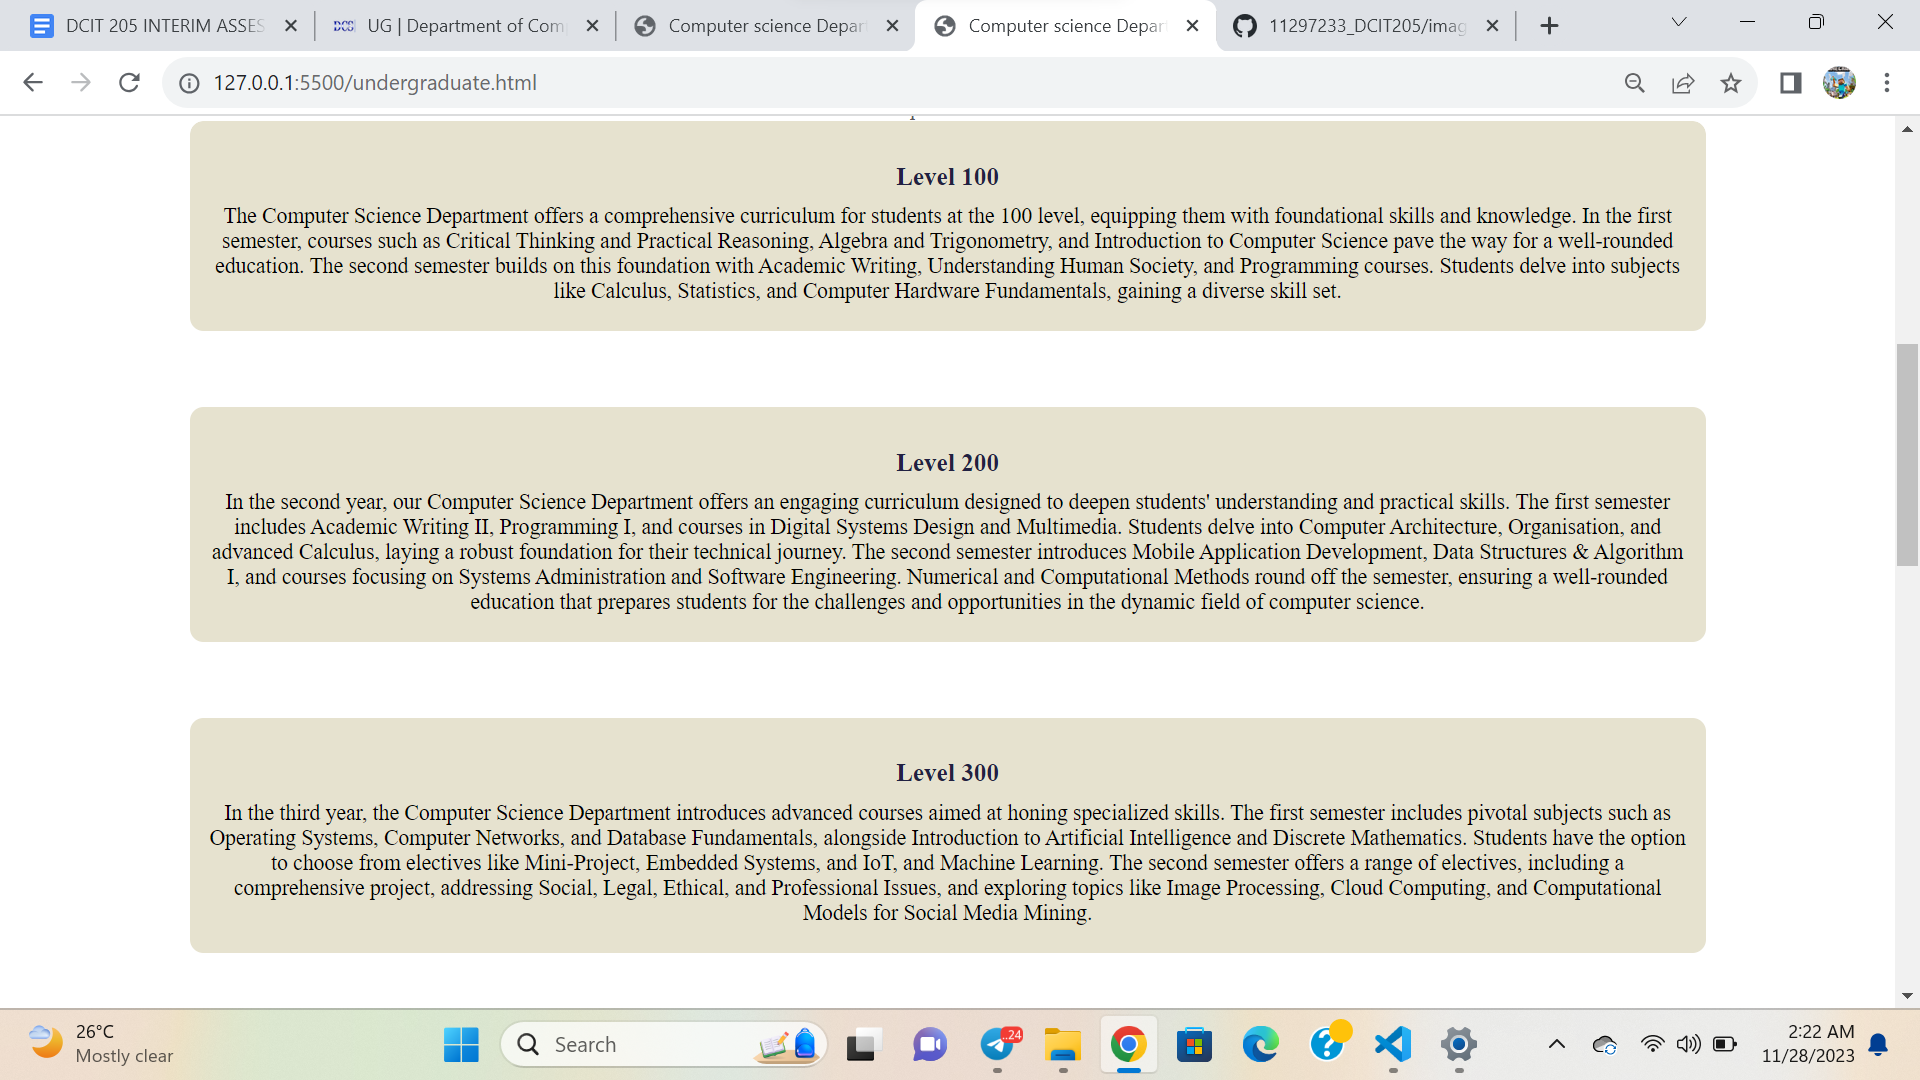 DCIT 205 INTERIM ASSES
UG | Department of Com
Computer science Depar
Computer science Depar
11297233_DCIT205/imag
127.0.0.1:5500/undergraduate.html
Level 100
The Computer Science Department offers a comprehensive curriculum for students at the 100 level, equipping them with foundational skills and knowledge. In the first
semester, courses such as Critical Thinking and Practical Reasoning, Algebra and Trigonometry, and Introduction to Computer Science pave the way for a well-rounded
education. The second semester builds on this foundation with Academic Writing, Understanding Human Society, and Programming courses. Students delve into subjects
like Calculus, Statistics, and Computer Hardware Fundamentals, gaining a diverse skill set.
Level 200
In the second year, our Computer Science Department offers an engaging curriculum designed to deepen students' understanding and practical skills. The first semester
includes Academic Writing II, Programming I, and courses in Digital Systems Design and Multimedia. Students delve into Computer Architecture, Organisation, and
advanced Calculus, laying a robust foundation for their technical journey. The second semester introduces Mobile Application Development, Data Structures & Algorithm
I, and courses focusing on Systems Administration and Software Engineering. Numerical and Computational Methods round off the semester, ensuring a well-rounded
education that prepares students for the challenges and opportunities in the dynamic field of computer science.
Level 300
In the third year, the Computer Science Department introduces advanced courses aimed at honing specialized skills. The first semester includes pivotal subjects such as
Operating Systems, Computer Networks, and Database Fundamentals, alongside Introduction to Artificial Intelligence and Discrete Mathematics. Students have the option
to choose from electives like Mini-Project, Embedded Systems, and IoT, and Machine Learning. The second semester offers a range of electives, including a
comprehensive project, addressing Social, Legal, Ethical, and Professional Issues, and exploring topics like Image Processing, Cloud Computing, and Computational
Models for Social Media Mining.
26°C
Mostly clear
Search
..24
2:22 AM
11/28/2023